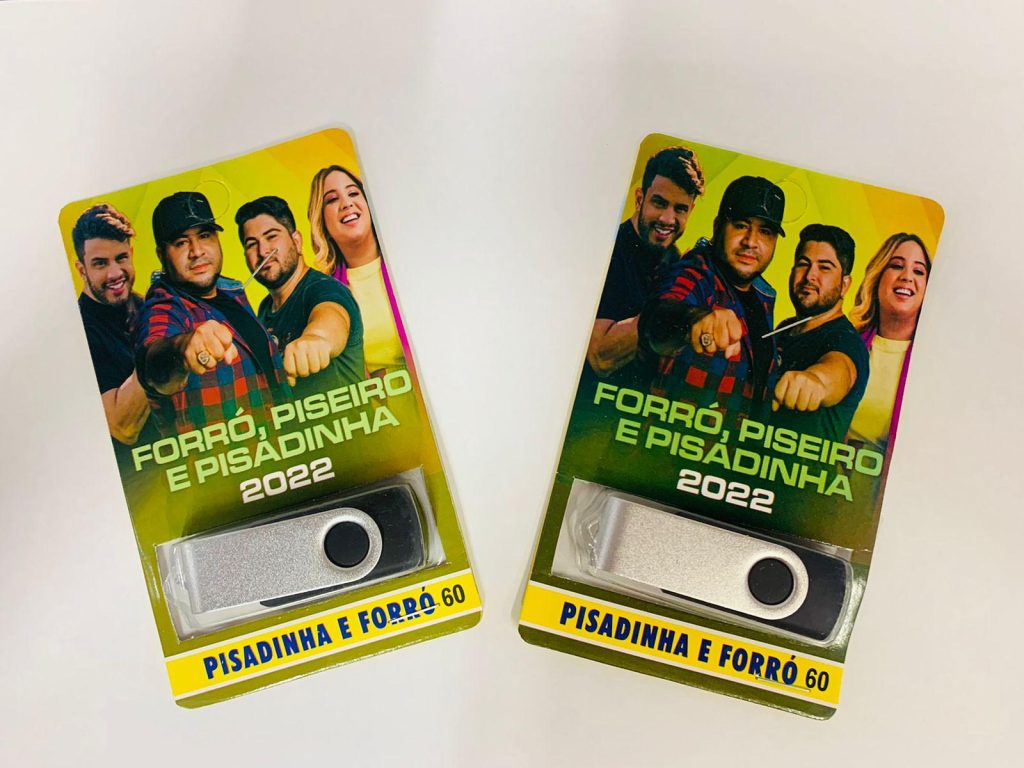 FORRÓ, PISEIRO
E PISADINHA
2022
PISADINHA E FORRÓ 60
FORRÓ, PISEIRO
E PISADINHA
2022
PISADINHA E FORRÓ 60